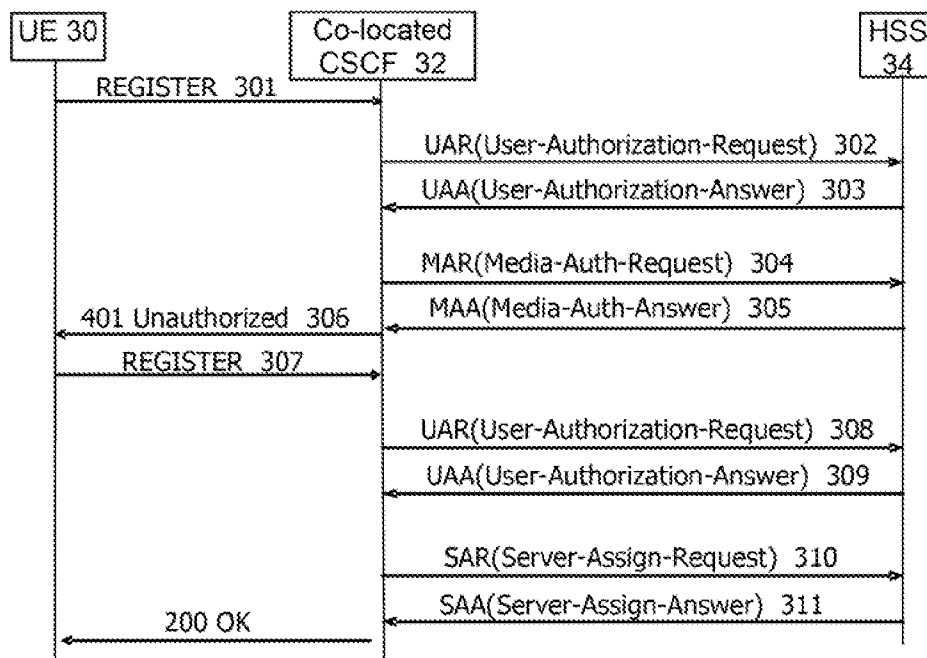 UE 30
Co-located
CSCF 32
HSS
34
REGISTER 301
UAR(User-Authorization-Request) 302
UAA(User-Authorization-Answer) 303
MAR(Media-Auth-Request) 304
MAA(Media-Auth-Answer) 305
401 Unauthorized 306
REGISTER 307
UAR(User-Authorization-Request) 308
UAA(User-Authorization-Answer) 309
SAR(Server-Assign-Request) 310
SAA(Server-Assign-Answer) 311
200 OK